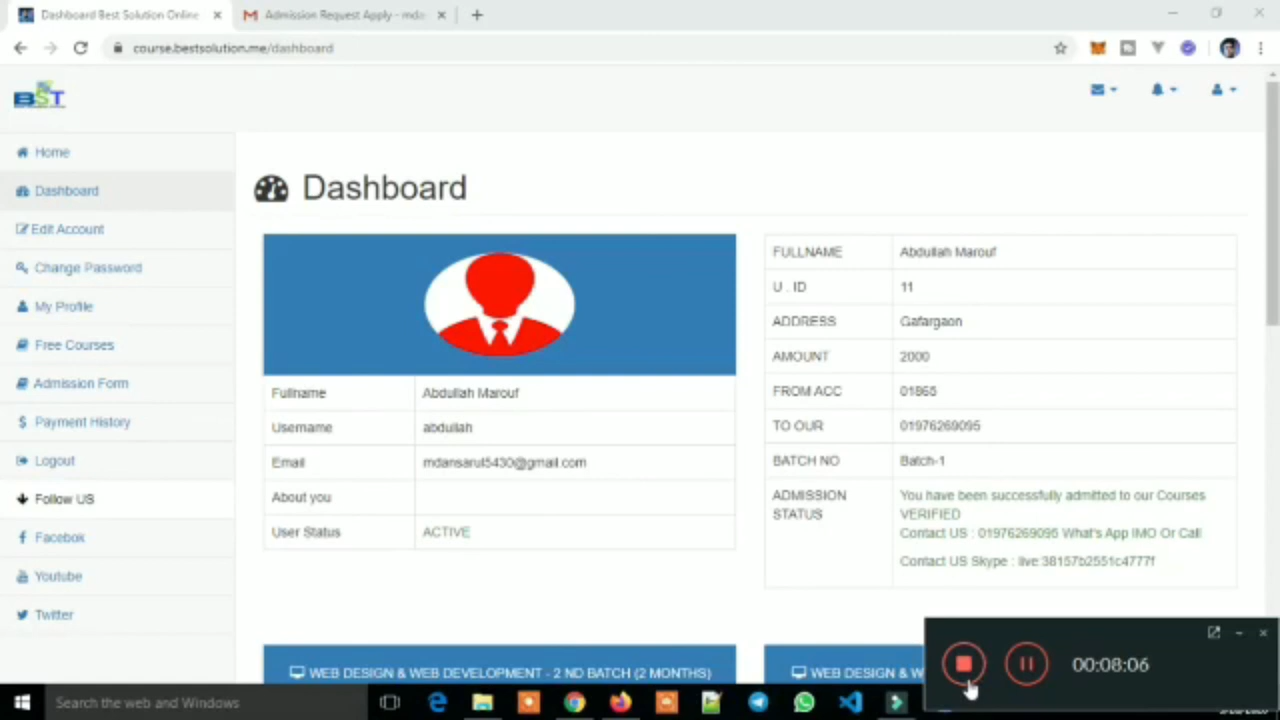 Dashboard Best Solution Online
Admission Request Apply - mda
course.bestsolution.me/dashboard
BST
Home
Dashboard
Edit Account
Change Password
My Profile
Free Courses
Admission Form
Payment History
Logout
Follow US
Facebok
Youtube
Twitter
Dashboard
Fullname Abdullah Marouf
Username abdullah
Email mdansarul5430@gmail.com
About you
User Status ACTIVE
FULLNAME Abdullah Marouf
U . ID 11
ADDRESS Gafargaon
AMOUNT 2000
FROM ACC 01865
TO OUR 01976269095
BATCH NO Batch-1
ADMISSION STATUS You have been successfully admitted to our Courses
VERIFIED
Contact US : 01976269095 What's App IMO Or Call
Contact US Skype : live:38157b2551c4777f
WEB DESIGN & WEB DEVELOPMENT - 2 ND BATCH (2 MONTHS)
WEB DESIGN & W
00:08:06
Search the web and Windows